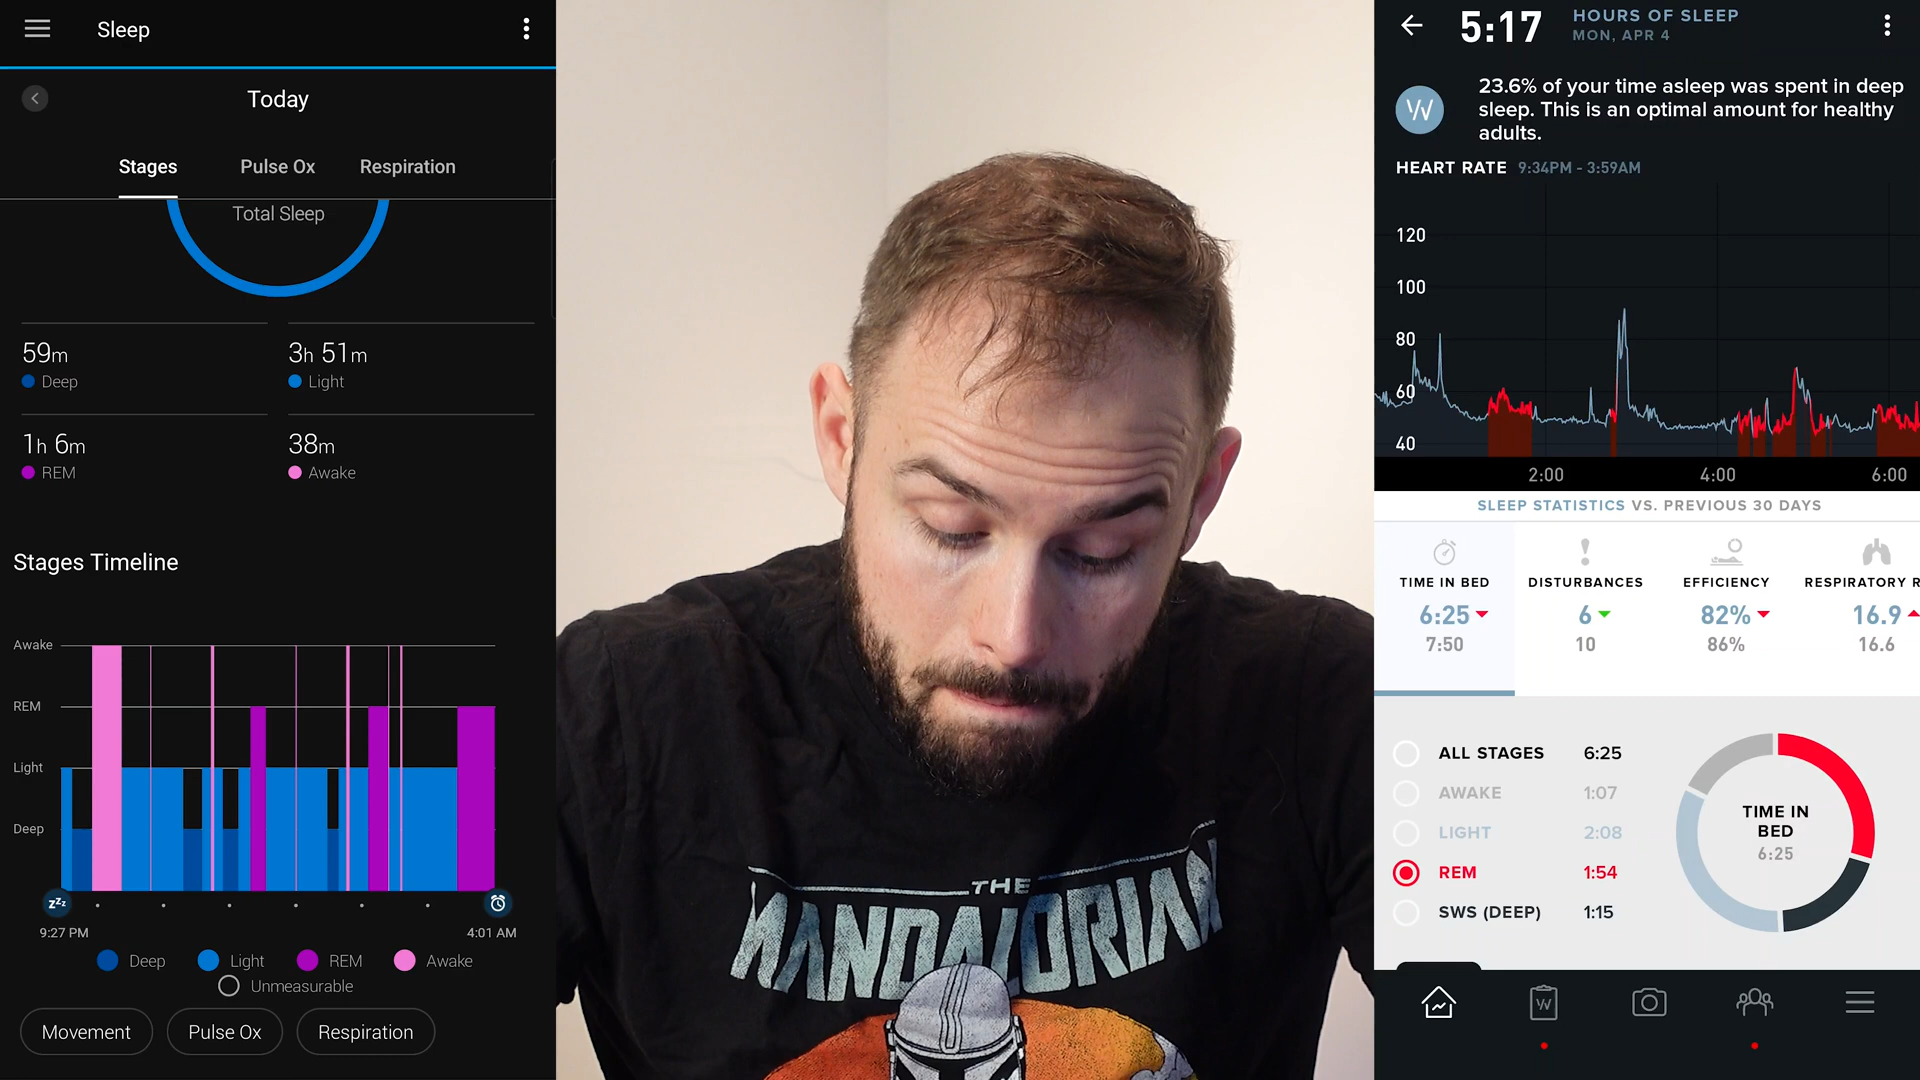 Sleep
Today
Stages Pulse Ox Respiration
Total Sleep
59m 3h 51m
Deep Light
1h 6m 38m
REM Awake
Stages Timeline
Awake
REM
Light
Deep
zzz
9:27 PM 4:01 AM
Deep Light REM Awake
Unmeasurable
Movement Pulse Ox Respiration
THE
MANDALORIAN
5:17 HOURS OF SLEEP
MON, APR 4
W
23.6% of your time asleep was spent in deep
sleep. This is an optimal amount for healthy
adults.
HEART RATE 9:34PM - 3:59AM
120
100
80
60
40
2:00 4:00 6:00
SLEEP STATISTICS VS. PREVIOUS 30 DAYS
TIME IN BED DISTURBANCES EFFICIENCY RESPIRATORY R
6:25 6 82% 16.9
7:50 10 86% 16.6
ALL STAGES 6:25
AWAKE 1:07
LIGHT 2:08
REM 1:54
SWS (DEEP) 1:15
TIME IN
BED
6:25
W